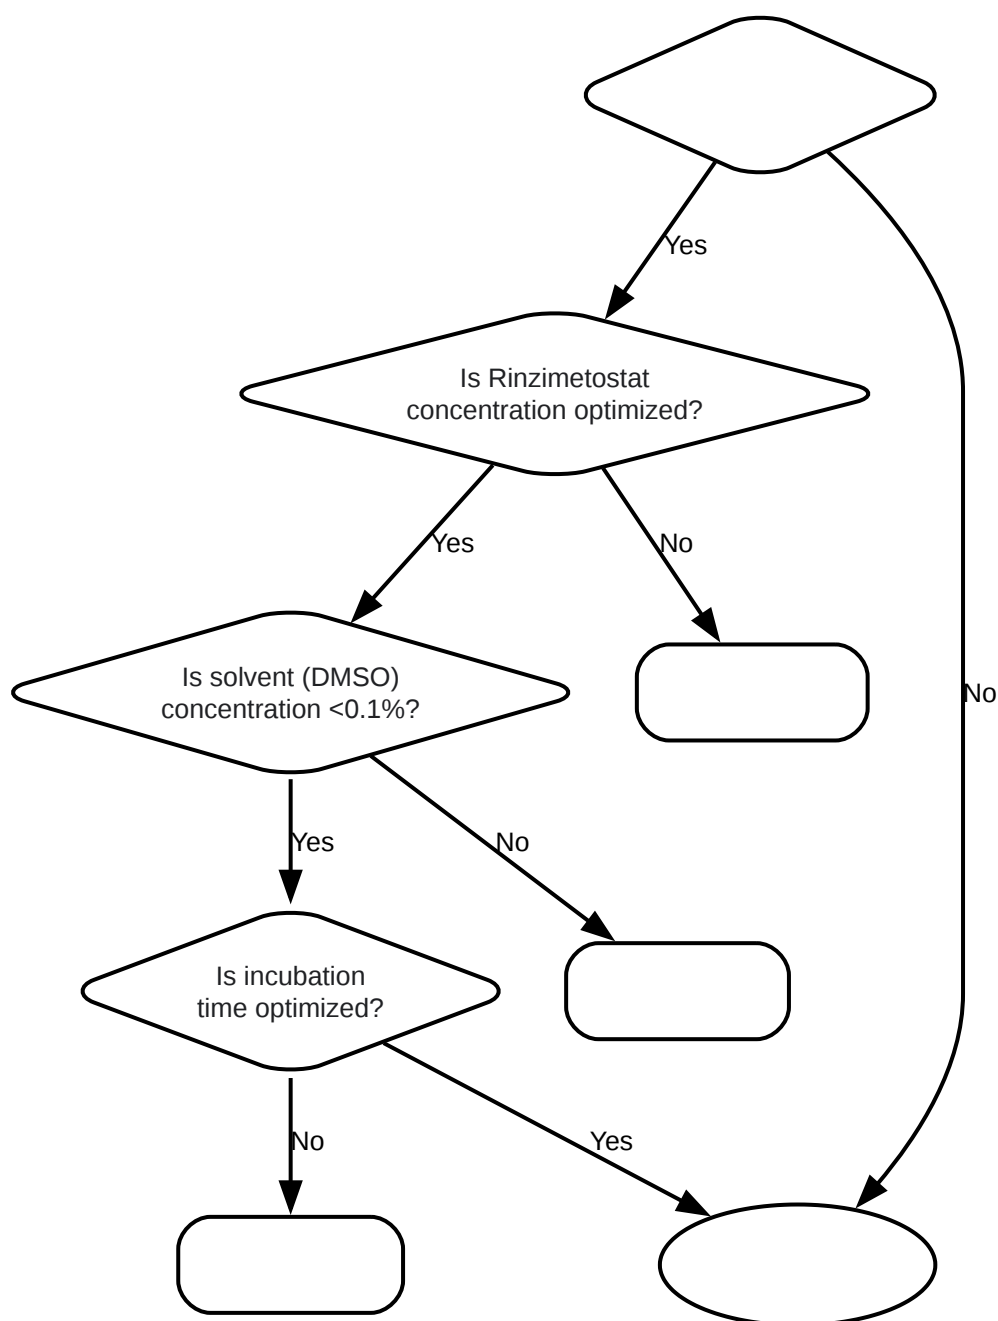 Yes
Is Rinzimetostat
concentration optimized?
Yes
No
Is solvent (DMSO)
concentration <0.1%?
No
Yes
No
Is incubation
time optimized?
No
Yes